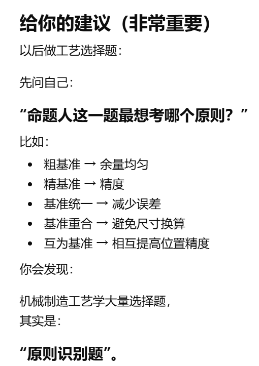 给你的建议（非常重要）
以后做工艺选择题：
先问自己：
“命题人这一题最想考哪个原则？”
比如：
• 粗基准 → 余量均匀
• 精基准 → 精度
• 基准统一 → 减少误差
• 基准重合 → 避免尺寸换算
• 互为基准 → 相互提高位置精度
你会发现：
机械制造工艺学大量选择题，
其实是：
“原则识别题”。